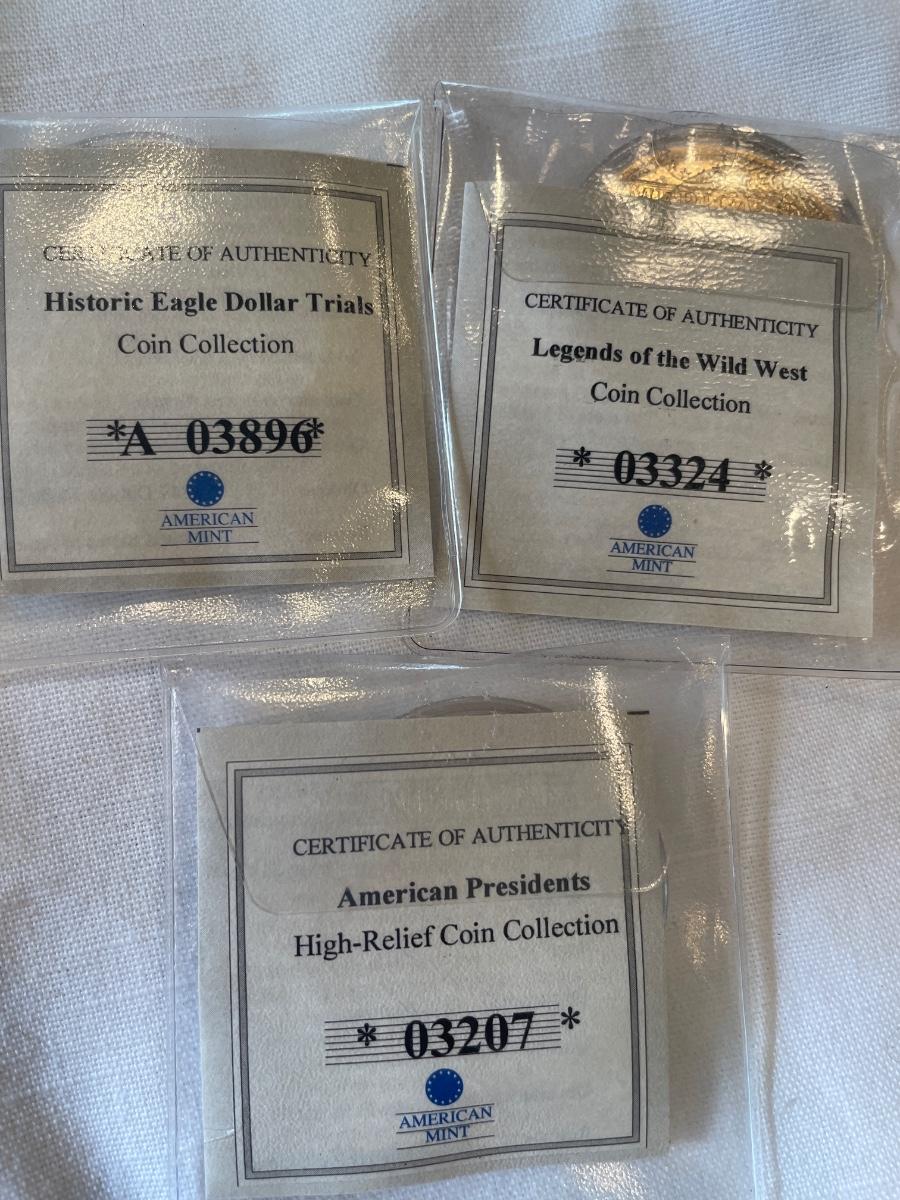 CERTIFICATE OF AUTHENTICITY
Historic Eagle Dollar Trials
Coin Collection
*A 03896*
AMERICAN
MINT
CERTIFICATE OF AUTHENTICITY
Legends of the Wild West
Coin Collection
* 03324 *
AMERICAN
MINT
CERTIFICATE OF AUTHENTICITY
American Presidents
High-Relief Coin Collection
* 03207 *
AMERICAN
MINT